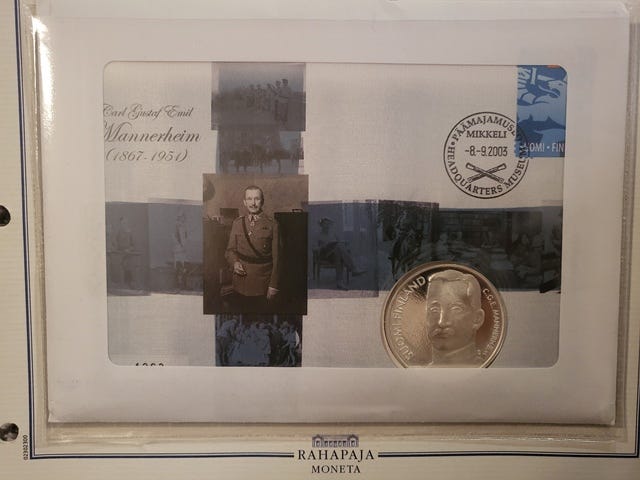 Carl Gustaf Emil
Mannerheim
(1867-1951)
PÄÄMAJAMUSEO
MIKKELI
-8.-9.2003
HEADQUARTERS MUSEUM
SUOMI • FIN
SUOMI FINLAND
C.G.E. MANNERHEIM
02302300
RAHAPAJA
MONETA